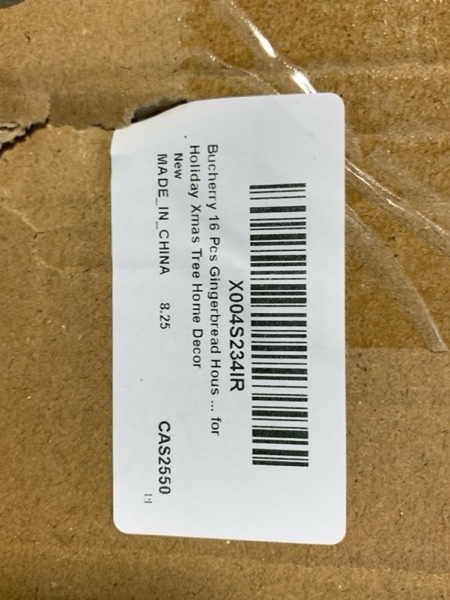 X004S234IR
Bucherry 16 Pcs Gingerbread Hous ... for
Holiday Xmas Tree Home Decor
New
MADE_IN_CHINA 8.25 CAS2550
19